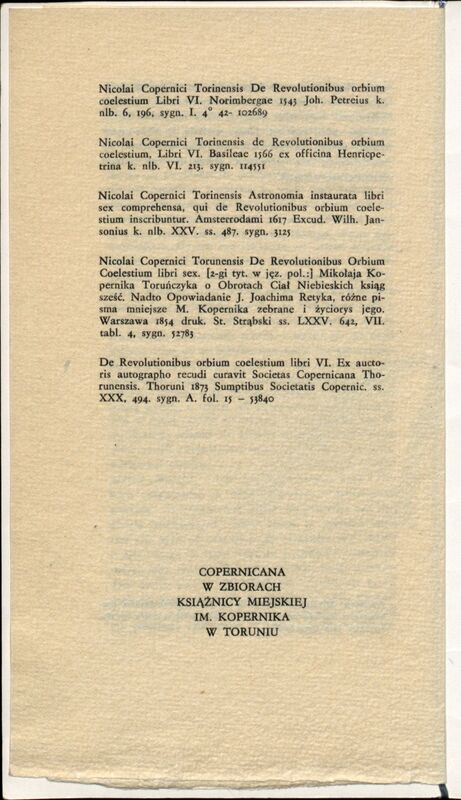 Nicolai Copernici Torinensis De Revolutionibus orbium
coelestium Libri VI. Norimbergae 1543 Joh. Petreius k.
nlb. 6, 196, sygn. I. 4° 42- 102689
Nicolai Copernici Torinensis de Revolutionibus orbium
coelestium, Libri VI. Basileae 1566 ex officina Henricpe-
trina k. nlb. VI. 213. sygn. 114551
Nicolai Copernici Torinensis Astronomia instaurata libri
sex comprehensa, qui de Revolutionibus orbium coele-
stium inscribuntur. Amsterrodami 1617 Excud. Wilh. Jan-
sonius k. nlb. XXV. ss. 487. sygn. 3125
Nicolai Copernici Torunensis De Revolutionibus Orbium
Coelestium libri sex. [2-gi tyt. w jęz. pol.:] Mikołaja Ko-
pernika Toruńczyka o Obrotach Ciał Niebieskich ksiąg
sześć. Nadto Opowiadanie J. Joachima Retyka, różne pi-
sma mniejsze M. Kopernika zebrane i życiorys jego.
Warszawa 1854 druk. St. Strąbski ss. LXXV. 642, VII.
tabl. 4, sygn. 52783
De Revolutionibus orbium coelestium libri VI. Ex aucto-
ris autographo recudi curavit Societas Copernicana Tho-
runensis. Thoruni 1873 Sumptibus Societatis Copernic. ss.
XXX, 494. sygn. A. fol. 15 – 53840
COPERNICANA
W ZBIORACH
KSIĄŻNICY MIEJSKIEJ
IM. KOPERNIKA
W TORUNIU